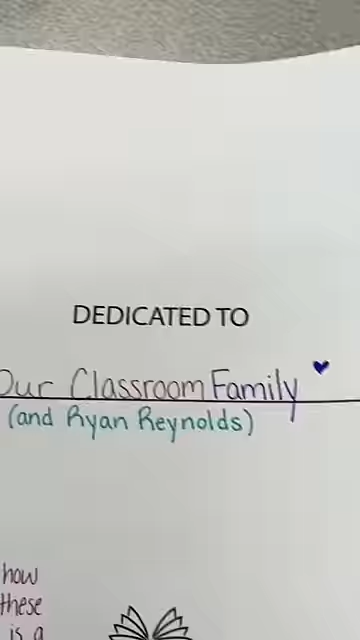 DEDICATED TO
Our Classroom Family
(and Ryan Reynolds)
how
these
is a